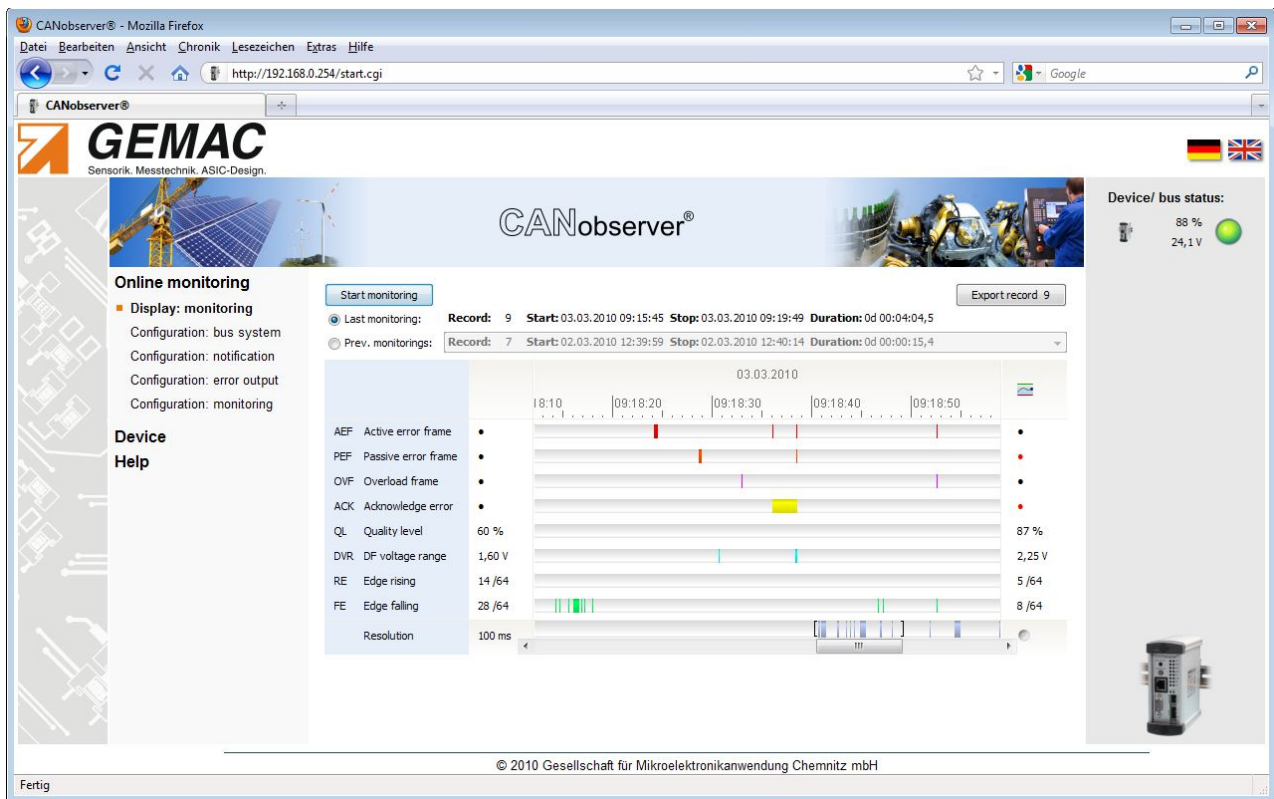 CANobserver® - Mozilla Firefox
Datei Bearbeiten Ansicht Chronik Lesezeichen Extras Hilfe
http://192.168.0.254/start.cgi
Google
CANobserver®
GEMAC
Sensorik. Messtechnik. ASIC-Design.
CANobserver®
Device/ bus status:
88 %
24,1 V
Online monitoring
Display: monitoring
Configuration: bus system
Configuration: notification
Configuration: error output
Configuration: monitoring
Device
Help
Start monitoring
Export record 9
Last monitoring: Record: 9 Start: 03.03.2010 09:15:45 Stop: 03.03.2010 09:19:49 Duration: 0d 00:04:04,5
Prev. monitorings: Record: 7 Start: 02.03.2010 12:39:59 Stop: 02.03.2010 12:40:14 Duration: 0d 00:00:15,4
03.03.2010
18:10 09:18:20 09:18:30 09:18:40 09:18:50
AEF Active error frame
PEF Passive error frame
OVF Overload frame
ACK Acknowledge error
QL Quality level 60 % 87 %
DVR DF voltage range 1,60 V 2,25 V
RE Edge rising 14 /64 5 /64
FE Edge falling 28 /64 8 /64
Resolution 100 ms
© 2010 Gesellschaft für Mikroelektronikanwendung Chemnitz mbH
Fertig